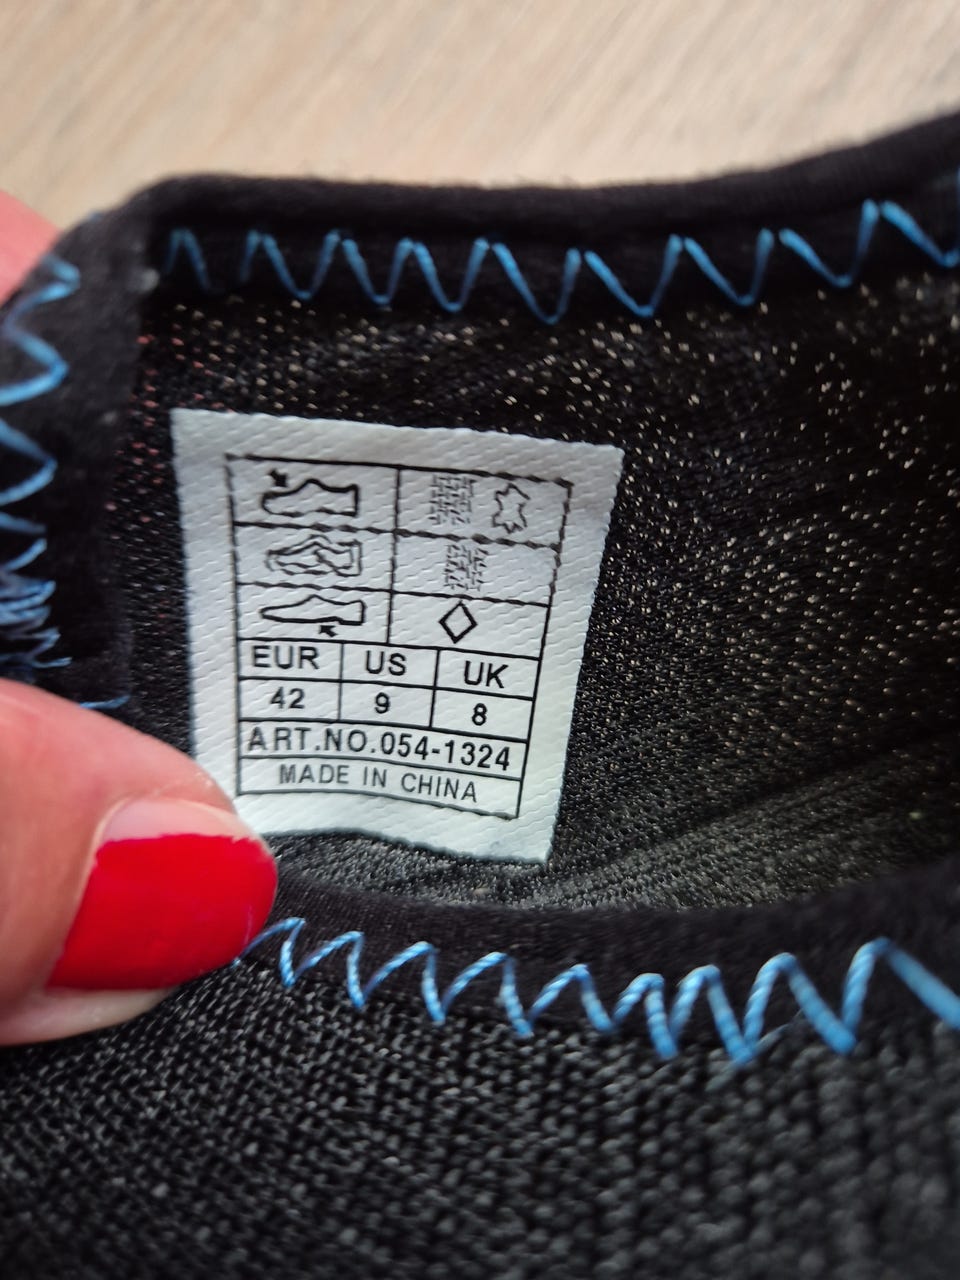 EUR US UK
42 9 8
ART.NO.054-1324
MADE IN CHINA